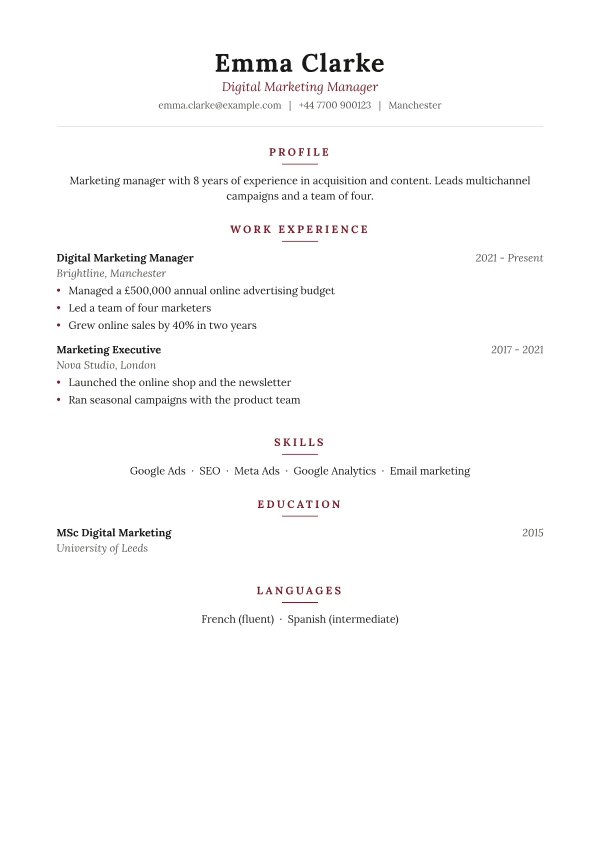 Emma Clarke
Digital Marketing Manager
emma.clarke@example.com | +44 7700 900123 | Manchester
PROFILE
Marketing manager with 8 years of experience in acquisition and content. Leads multichannel
campaigns and a team of four.
WORK EXPERIENCE
Digital Marketing Manager 2021 – Present
Brightline, Manchester
• Managed a £500,000 annual online advertising budget
• Led a team of four marketers
• Grew online sales by 40% in two years
Marketing Executive 2017 – 2021
Nova Studio, London
• Launched the online shop and the newsletter
• Ran seasonal campaigns with the product team
SKILLS
Google Ads · SEO · Meta Ads · Google Analytics · Email marketing
EDUCATION
MSc Digital Marketing 2015
University of Leeds
LANGUAGES
French (fluent) · Spanish (intermediate)